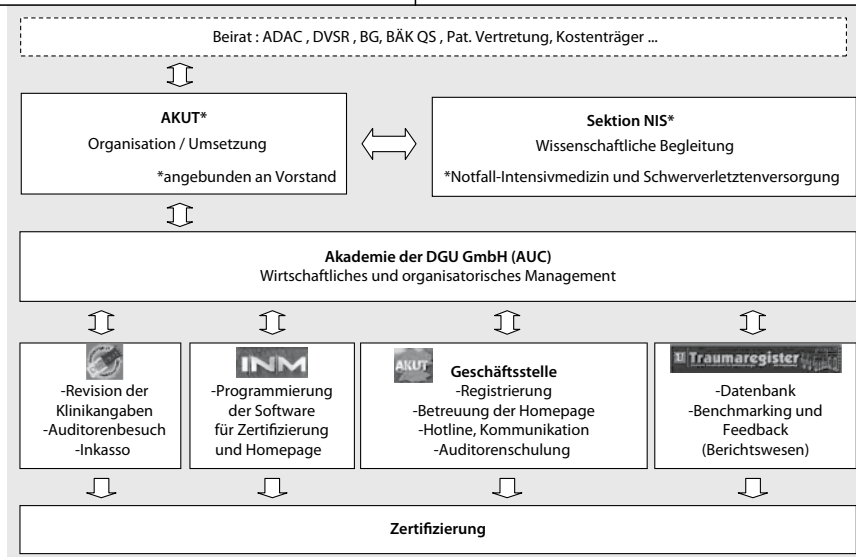 Beirat : ADAC , DVSR , BG, BÄK QS , Pat. Vertretung, Kostenträger ...
AKUT*
Organisation / Umsetzung
*angebunden an Vorstand
Sektion NIS*
Wissenschaftliche Begleitung
*Notfall-Intensivmedizin und Schwerverletztenversorgung
Akademie der DGU GmbH (AUC)
Wirtschaftliches und organisatorisches Management
-Revision der
Klinikangaben
-Auditorenbesuch
-Inkasso
INM
-Programmierung
der Software
für Zertifizierung
und Homepage
AKUT
Geschäftsstelle
-Registrierung
-Betreuung der Homepage
-Hotline, Kommunikation
-Auditorenschulung
Traumaregister
-Datenbank
-Benchmarking und
Feedback
(Berichtswesen)
Zertifizierung